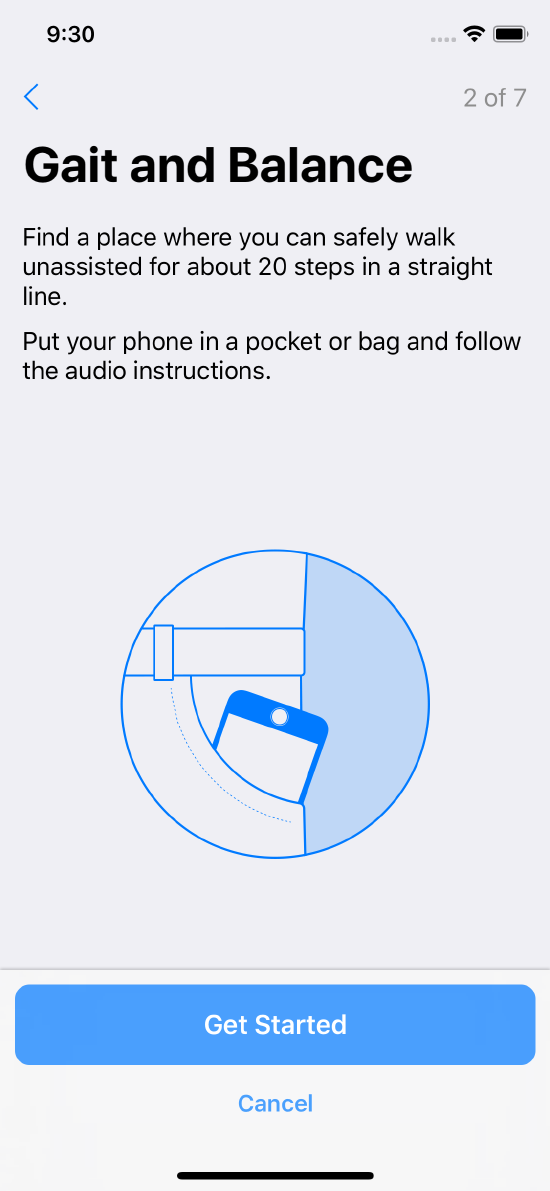 9:30
2 of 7
Gait and Balance
Find a place where you can safely walk
unassisted for about 20 steps in a straight
line.
Put your phone in a pocket or bag and follow
the audio instructions.
Get Started
Cancel